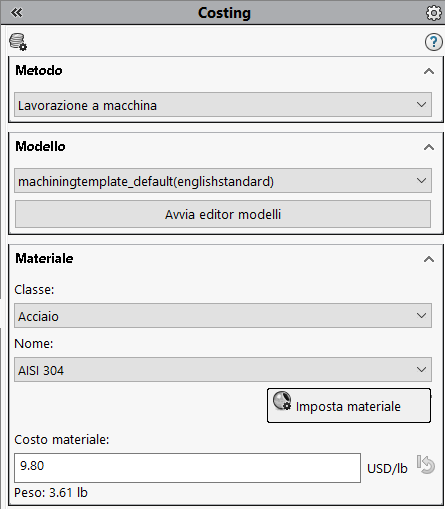 Costing
Metodo
Lavorazione a macchina
Modello
machiningtemplate_default(englishstandard)
Avvia editor modelli
Materiale
Classe:
Acciaio
Nome:
AISI 304
Imposta materiale
Costo materiale:
9.80 USD/lb
Peso: 3.61 lb